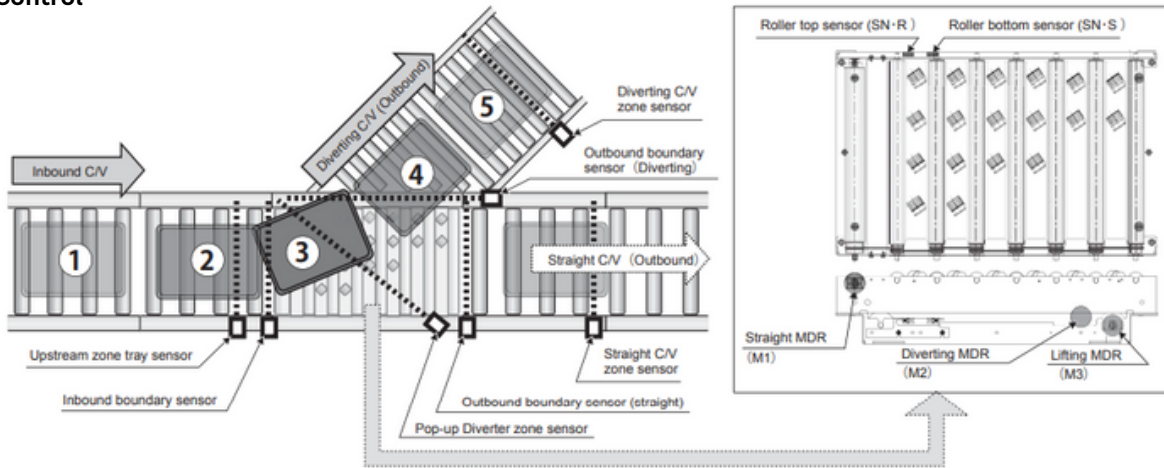 Control
Inbound C/V
Diverting C/V (Outbound)
1
2
3
4
5
Diverting C/V
zone sensor
Outbound boundary
sensor (Diverting)
Straight C/V (Outbound)
Upstream zone tray sensor
Inbound boundary sensor
Straight C/V
zone sensor
Outbound boundary sensor (straight)
Pop-up Diverter zone sensor
Roller top sensor (SN・R)
Roller bottom sensor (SN・S)
Straight MDR
(M1)
Diverting MDR
(M2)
Lifting MDR
(M3)